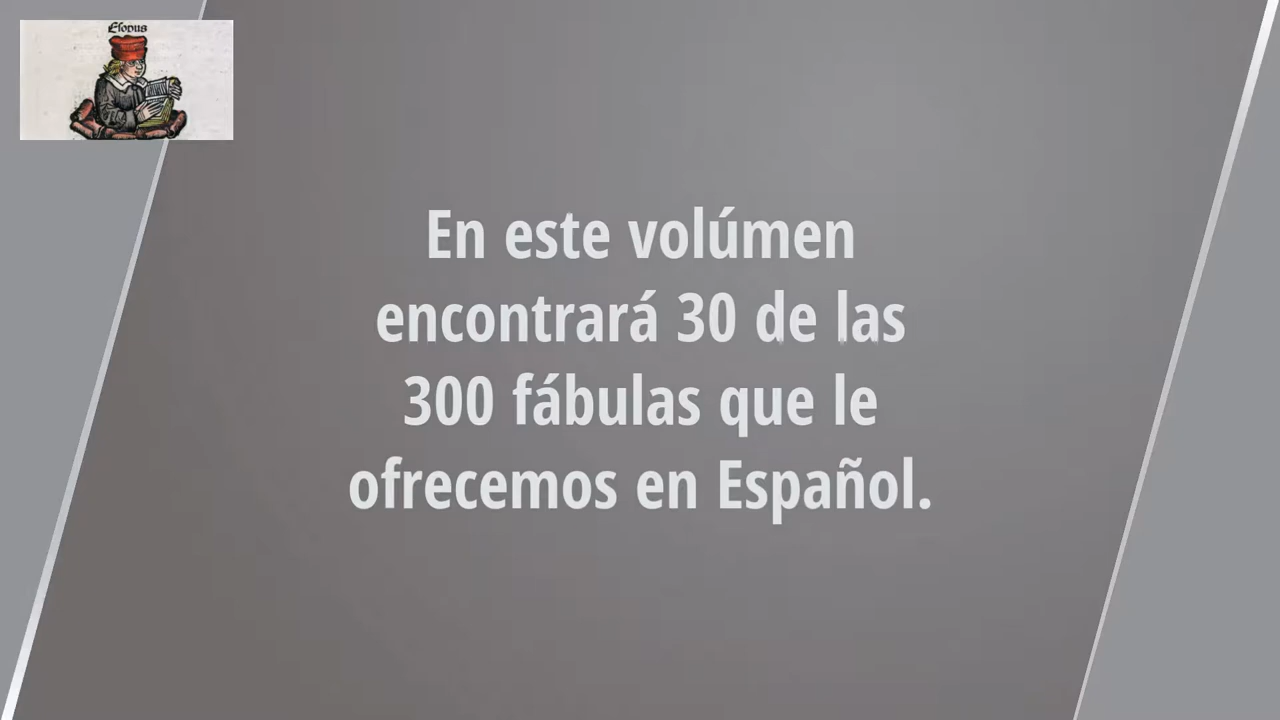 Esopus
En este volúmen
encontrará 30 de las
300 fábulas que le
ofrecemos en Español.